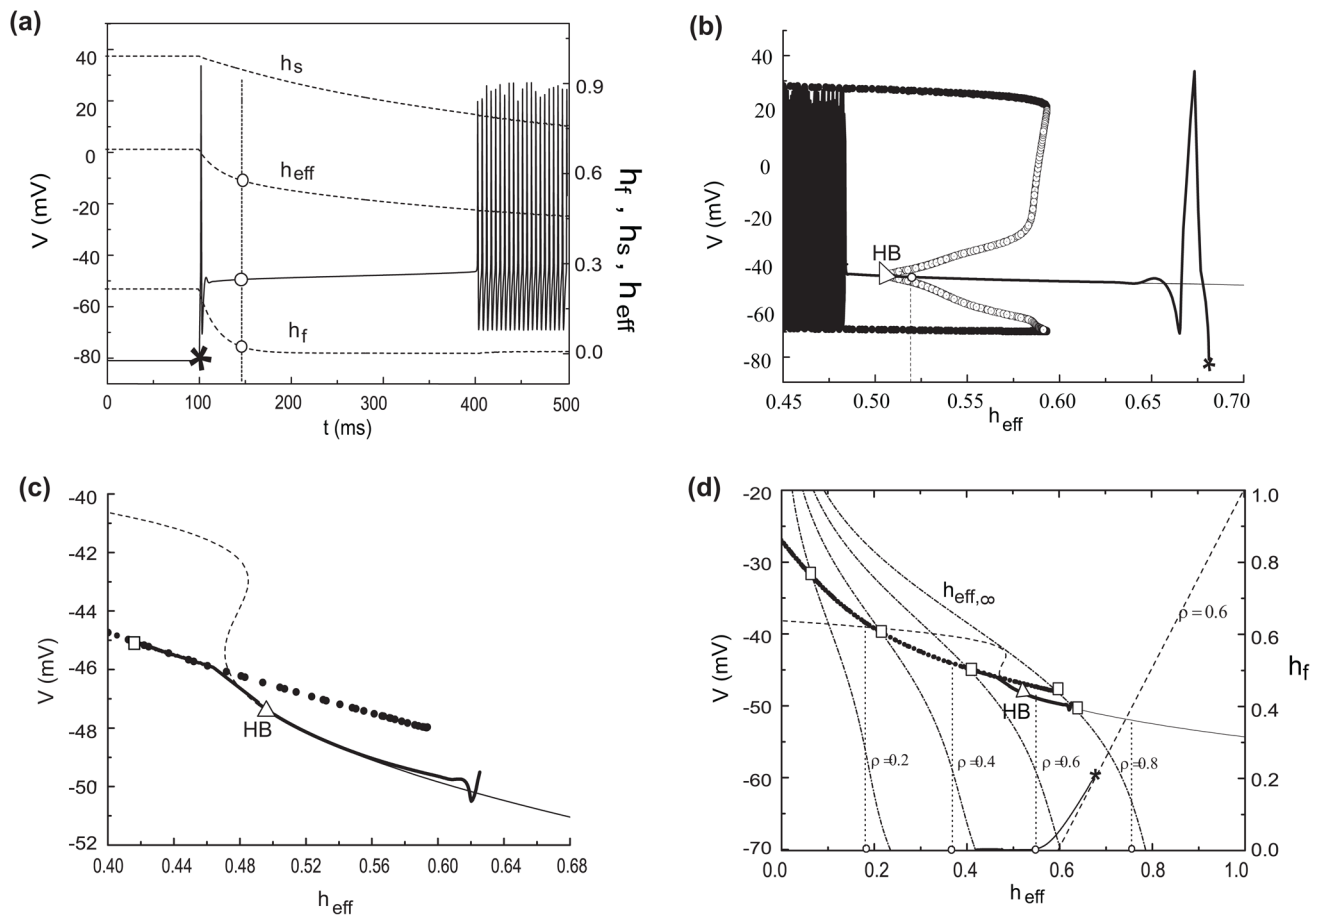 (a)
40
20
0
-20
-40
-60
-80
V (mV)
0
100
200
300
400
500
t (ms)
0.9
0.6
0.3
0.0
hf , hs , heff
hs
heff
hf
(b)
40
20
0
-20
-40
-60
-80
V (mV)
HB
0.45
0.50
0.55
0.60
0.65
0.70
heff
(c)
-40
-42
-44
-46
-48
-50
-52
V (mV)
HB
0.40
0.44
0.48
0.52
0.56
0.60
0.64
0.68
heff
(d)
-20
-30
-40
-50
-60
-70
V (mV)
heff,∞
ρ=0.6
HB
ρ=0.2
ρ=0.4
ρ=0.6
ρ=0.8
1.0
0.8
0.6
0.4
0.2
0.0
hf
0.0
0.2
0.4
0.6
0.8
1.0
heff